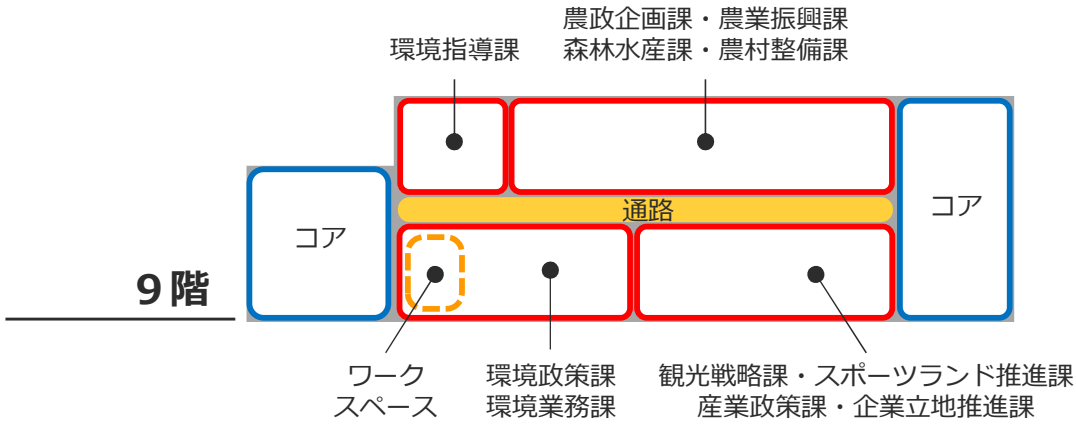 農政企画課・農業振興課
環境指導課
森林水産課・農村整備課
通路
コア
コア
９階
ワーク
スペース
環境政策課
環境業務課
観光戦略課・スポーツランド推進課
産業政策課・企業立地推進課